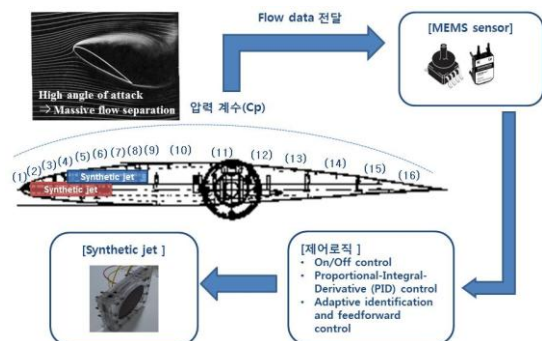 Flow data 전달
[MEMS sensor]
High angle of attack
⇒ Massive flow separation
압력 계수(Cp)
(1) (2) (3) (4) (5) (6) (7) (8) (9) (10) (11) (12) (13) (14) (15) (16)
Synthetic jet
Synthetic jet
[Synthetic jet ]
[제어로직 ]
• On/Off control
• Proportional-Integral-
Derivative (PID) control
• Adaptive identification
and feedforward
control